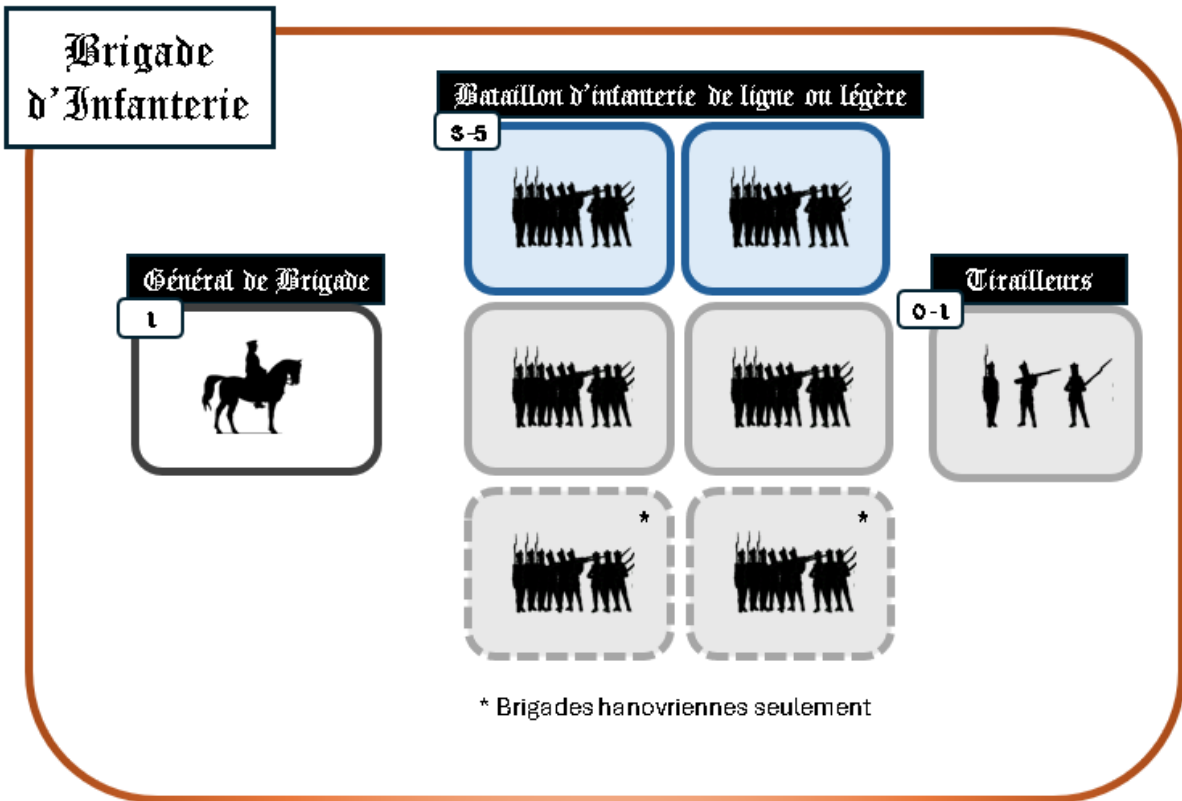 Brigade
d'Infanterie
Bataillon d'infanterie de ligne ou légère
3-5
Général de Brigade
1
Tirailleurs
0-1
*
*
* Brigades hanovriennes seulement